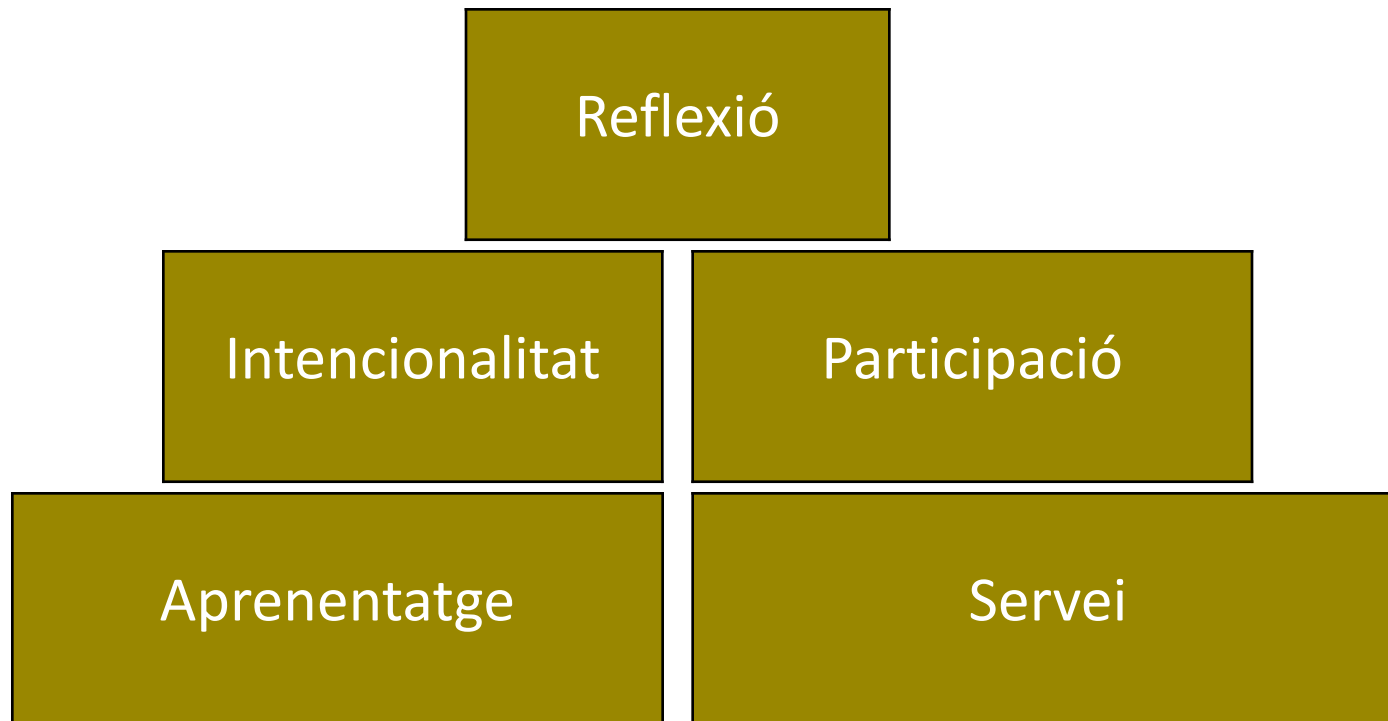 Reflexió
Intencionalitat
Participació
Aprenentatge
Servei